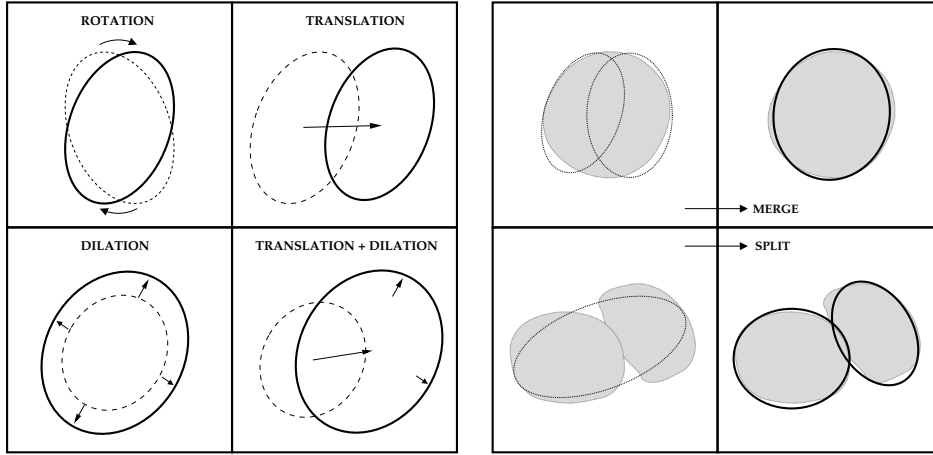 ROTATION
TRANSLATION
MERGE
DILATION
TRANSLATION + DILATION
SPLIT